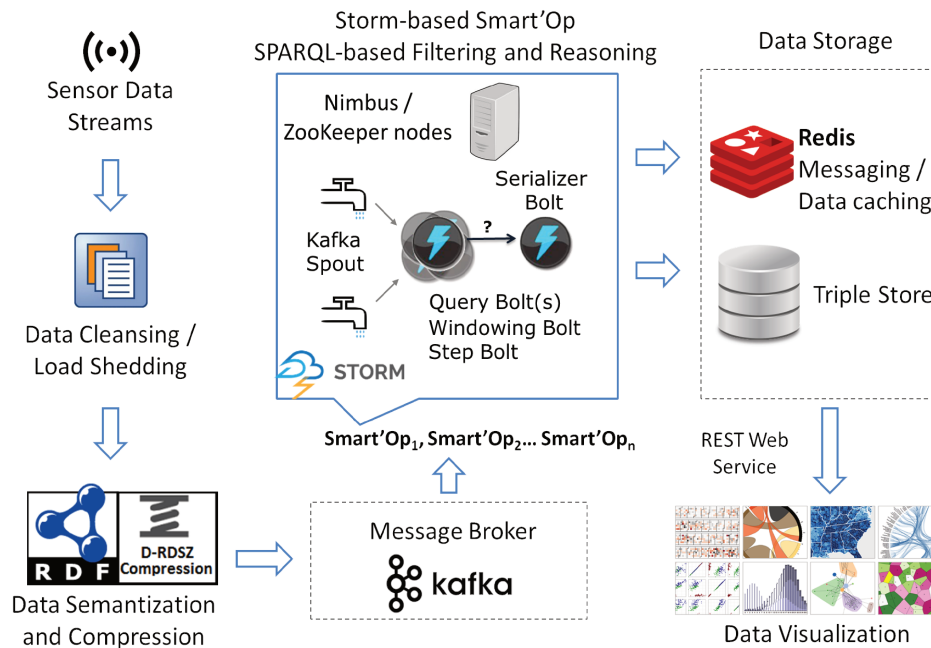 Sensor Data
Streams
Data Cleansing /
Load Shedding
RDF
D-RDSZ
Compression
Data Semantization
and Compression
Storm-based Smart'Op
SPARQL-based Filtering and Reasoning
Nimbus /
ZooKeeper nodes
Serializer
Bolt
?
Kafka
Spout
Query Bolt(s)
Windowing Bolt
Step Bolt
STORM
Smart'Op1, Smart'Op2... Smart'Opn
Message Broker
kafka
Data Storage
Redis
Messaging /
Data caching
Triple Store
REST Web
Service
Data Visualization